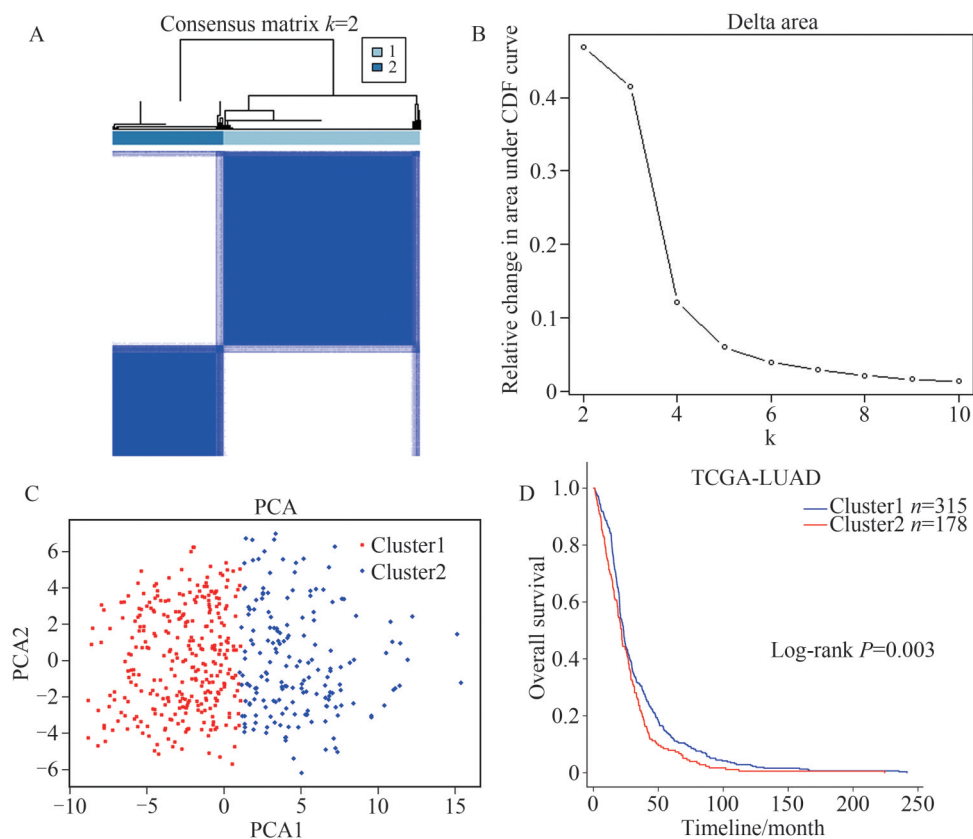 A
Consensus matrix k=2
1
2
B
Delta area
Relative change in area under CDF curve
0.4
0.3
0.2
0.1
0
2 4 6 8 10
k
C
PCA
Cluster1
Cluster2
PCA2
6
4
2
0
−2
−4
−6
−10 −5 0 5 10 15
PCA1
D
TCGA-LUAD
Cluster1 n=315
Cluster2 n=178
Log-rank P=0.003
Overall survival
1.0
0.8
0.6
0.4
0.2
0
0 50 100 150 200 250
Timeline/month